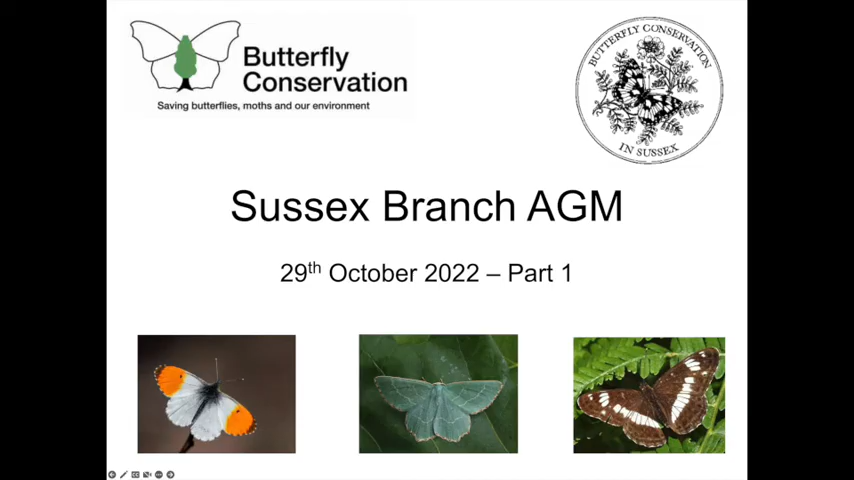 Butterfly
Conservation
Saving butterflies, moths and our environment
BUTTERFLY CONSERVATION
IN SUSSEX
Sussex Branch AGM
29th October 2022 – Part 1